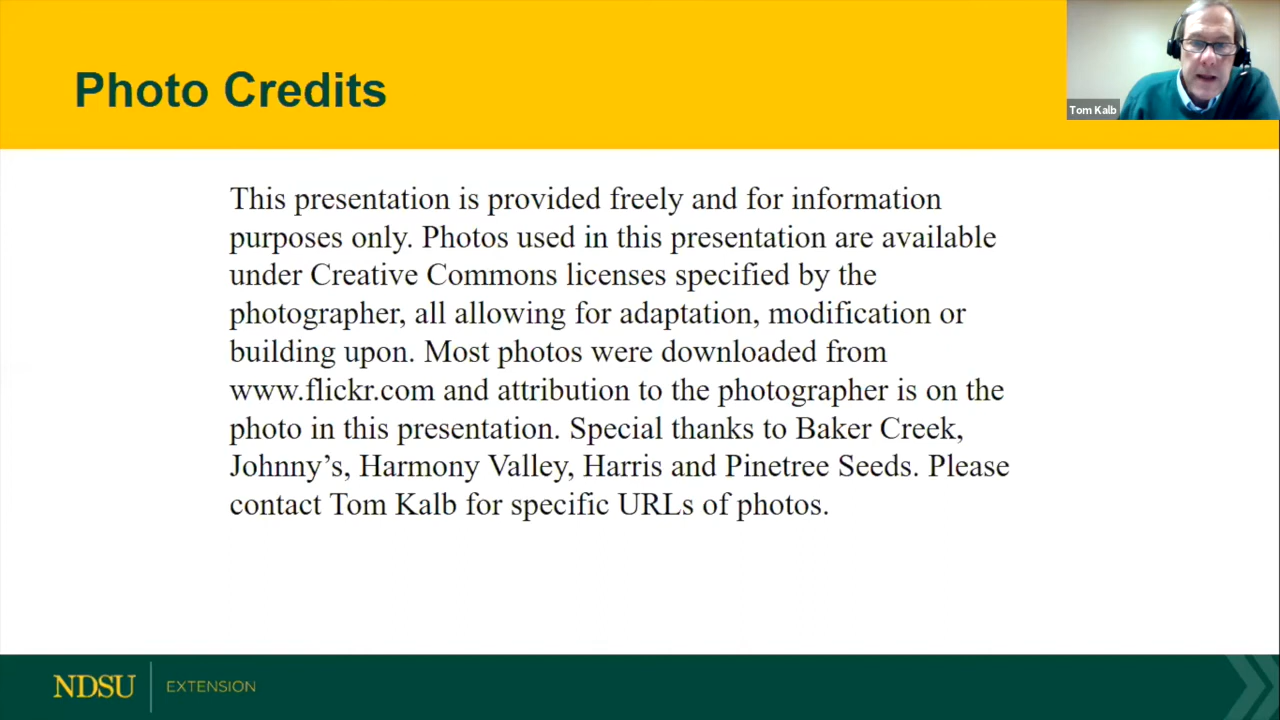 Photo Credits
Tom Kalb
This presentation is provided freely and for information
purposes only. Photos used in this presentation are available
under Creative Commons licenses specified by the
photographer, all allowing for adaptation, modification or
building upon. Most photos were downloaded from
www.flickr.com and attribution to the photographer is on the
photo in this presentation. Special thanks to Baker Creek,
Johnny’s, Harmony Valley, Harris and Pinetree Seeds. Please
contact Tom Kalb for specific URLs of photos.
NDSU EXTENSION